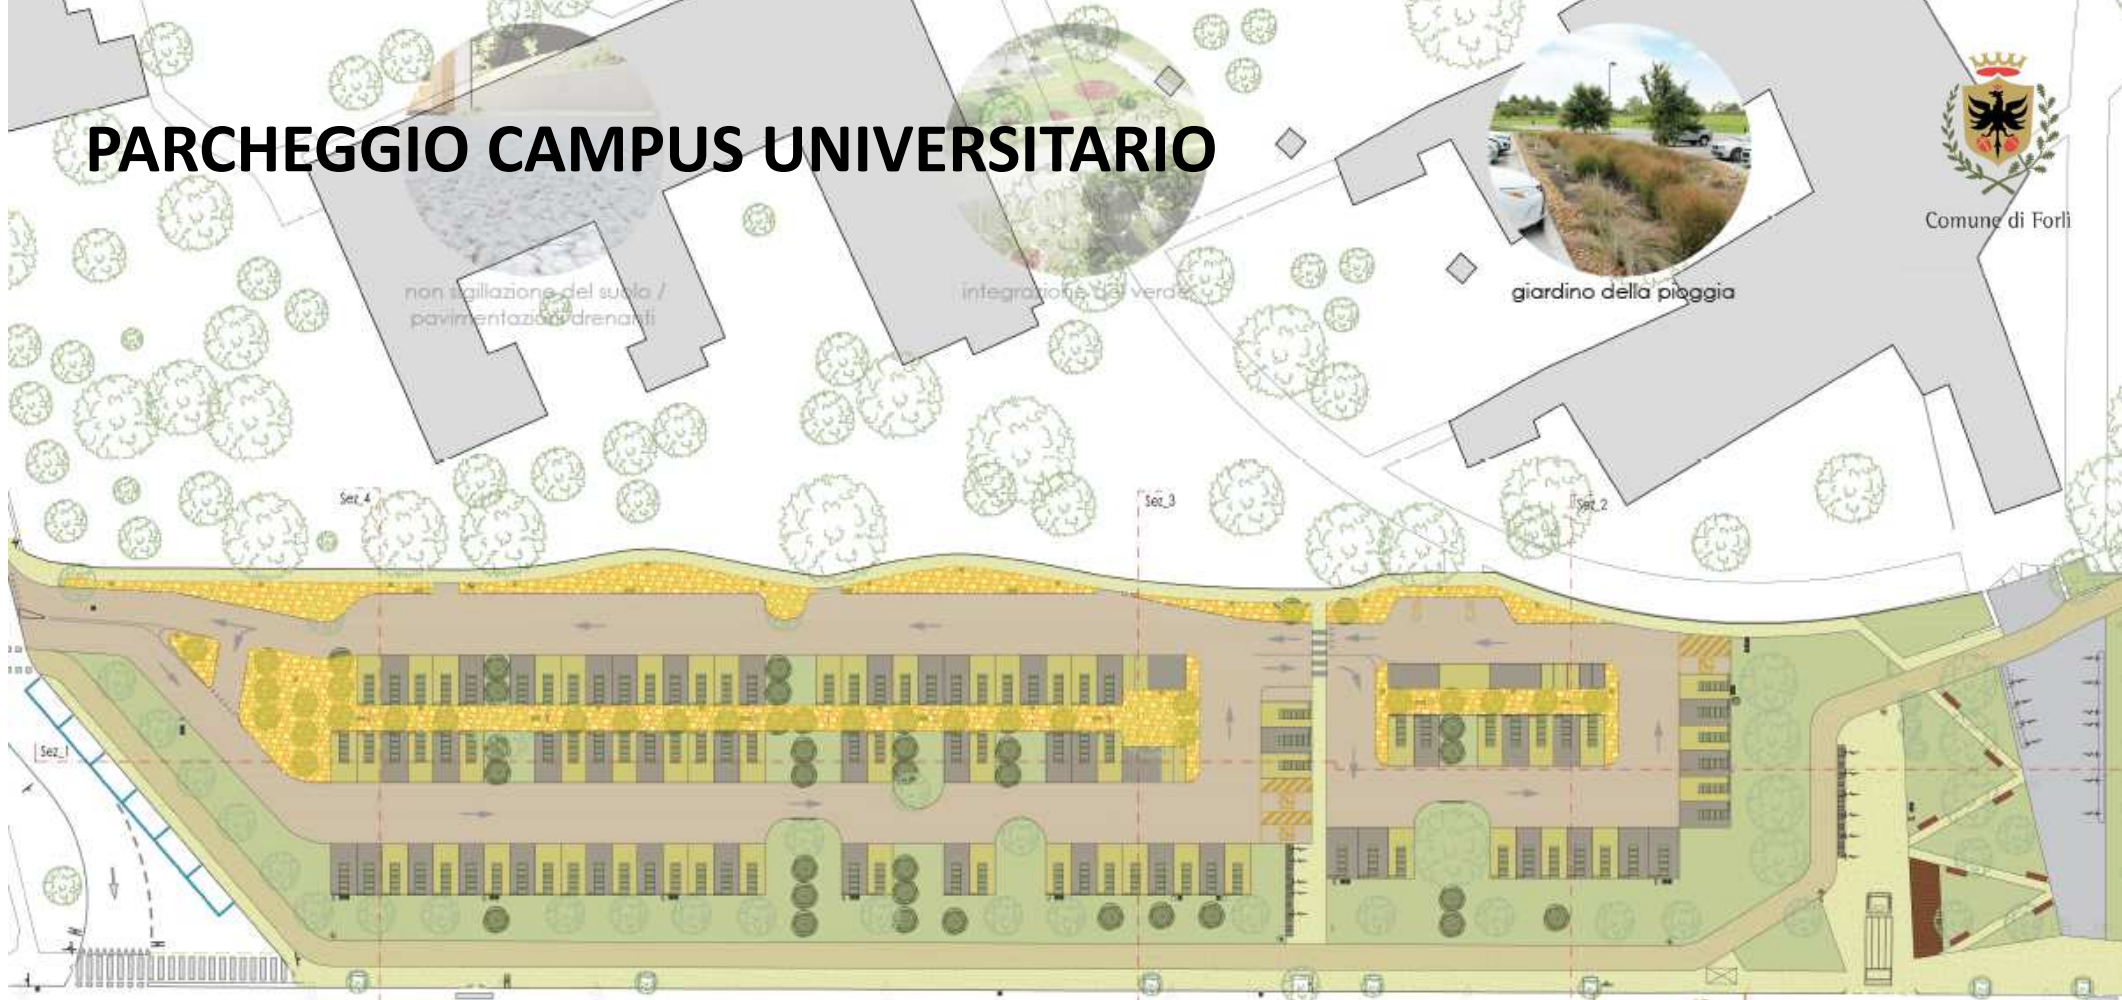 PARCHEGGIO CAMPUS UNIVERSITARIO
non sigillazione del suolo /
pavimentazioni drenanti
integrazione del verde
giardino della pioggia
Comune di Forlì
Sez_4
Sez_3
Sez_2
Sez_1